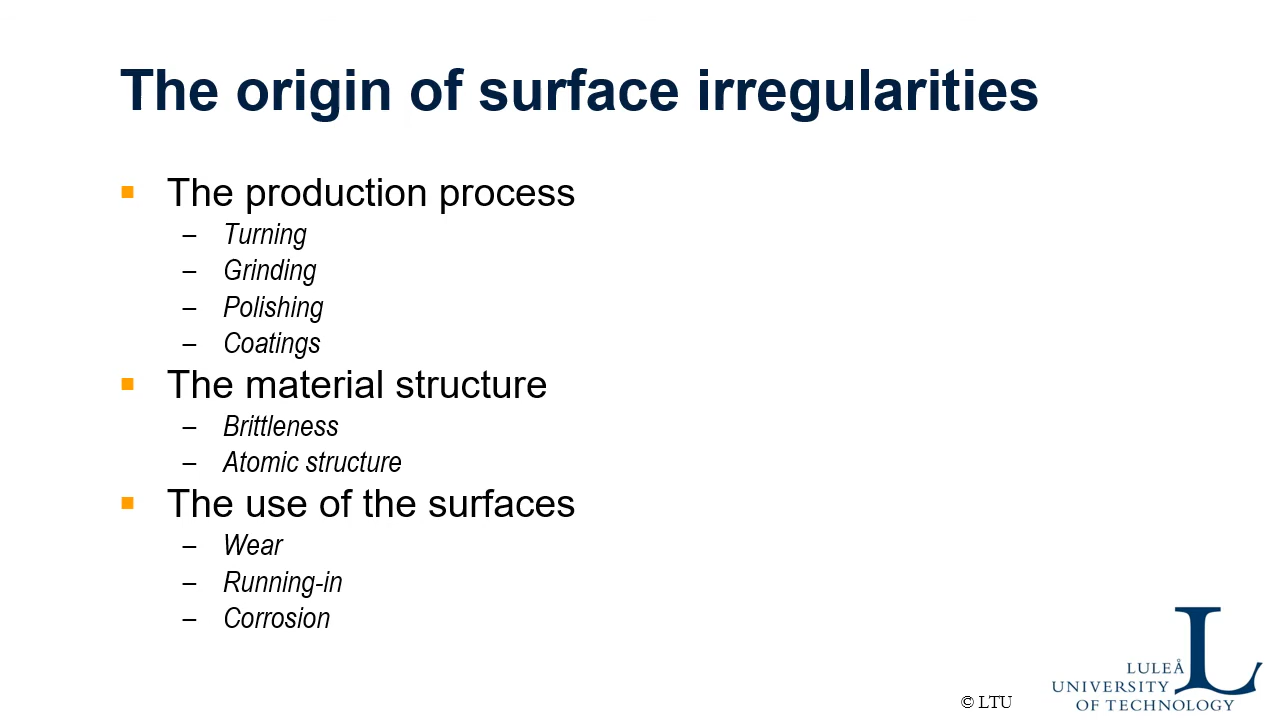 The origin of surface irregularities
▪ The production process
– Turning
– Grinding
– Polishing
– Coatings
▪ The material structure
– Brittleness
– Atomic structure
▪ The use of the surfaces
– Wear
– Running-in
– Corrosion
© LTU
LULEÅ
UNIVERSITY
OF TECHNOLOGY
L